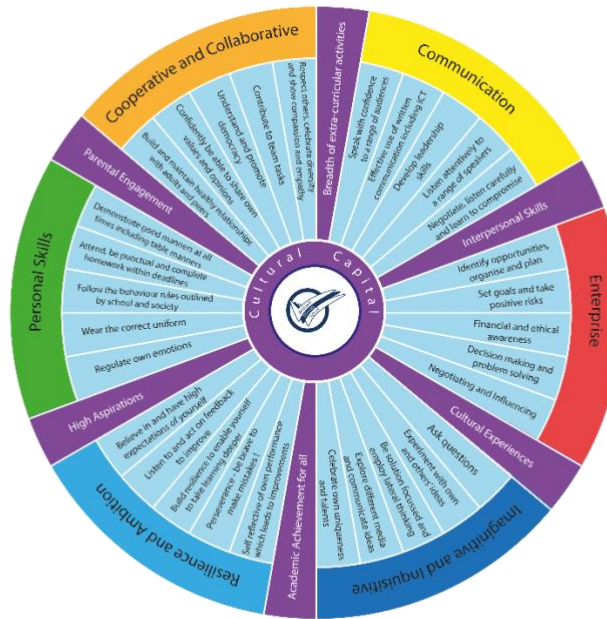 Cultural Capital
Breadth of extra-curricular activities
Communication
Speak with confidence
to a range of audiences
Effective use of written
communication including ICT
Develop leadership
skills
Listen attentively to
a range of speakers
Negotiate, listen carefully
and learn to compromise
Interpersonal Skills
Enterprise
Identify opportunities,
organise and plan
Set goals and take
positive risks
Financial and ethical
awareness
Decision making and
problem solving
Negotiating and Influencing
Cultural Experiences
Imaginitive and Inquisitive
Ask questions
Experiment with own
and others' ideas
Be solution focussed and
employ lateral thinking
Explore different media
and communicate ideas
Celebrate own uniqueness
and talents
Academic Achievement for all
Resilience and Ambition
Self reflective of own performance
which leads to improvements
Perseverance - be brave to
make mistakes !
Build resilience to enable yourself
to take learning deeper
Listen to and act on feedback
to improve
Believe in and have high
expectations of yourself
High Aspirations
Personal Skills
Regulate own emotions
Wear the correct uniform
Follow the behaviour rules outlined
by school and society
Attend, be punctual and complete
homework within deadlines
Demonstrate good manners at all
times including table manners
Parental Engagement
Cooperative and Collaborative
Build and maintain healthy relationships
with adults and peers
Confidently be able to share own
values and opinions
Understand and promote
democracy
Contribute to team tasks
Respect others, celebrate diversity
and show compassion and empathy